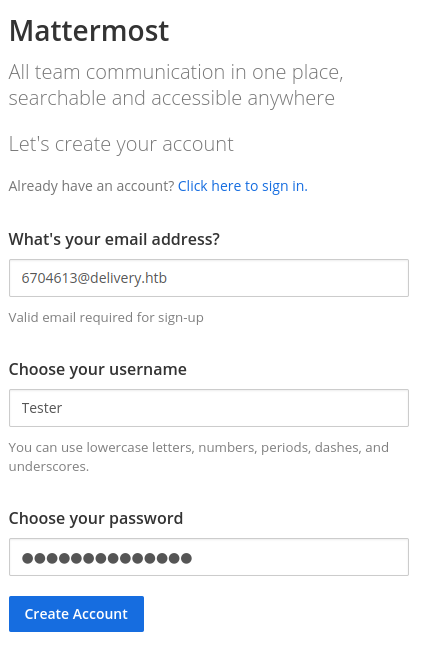 Mattermost
All team communication in one place,
searchable and accessible anywhere
Let's create your account
Already have an account? Click here to sign in.
What's your email address?
6704613@delivery.htb
Valid email required for sign-up
Choose your username
Tester
You can use lowercase letters, numbers, periods, dashes, and
underscores.
Choose your password
●●●●●●●●●●●●●●
Create Account